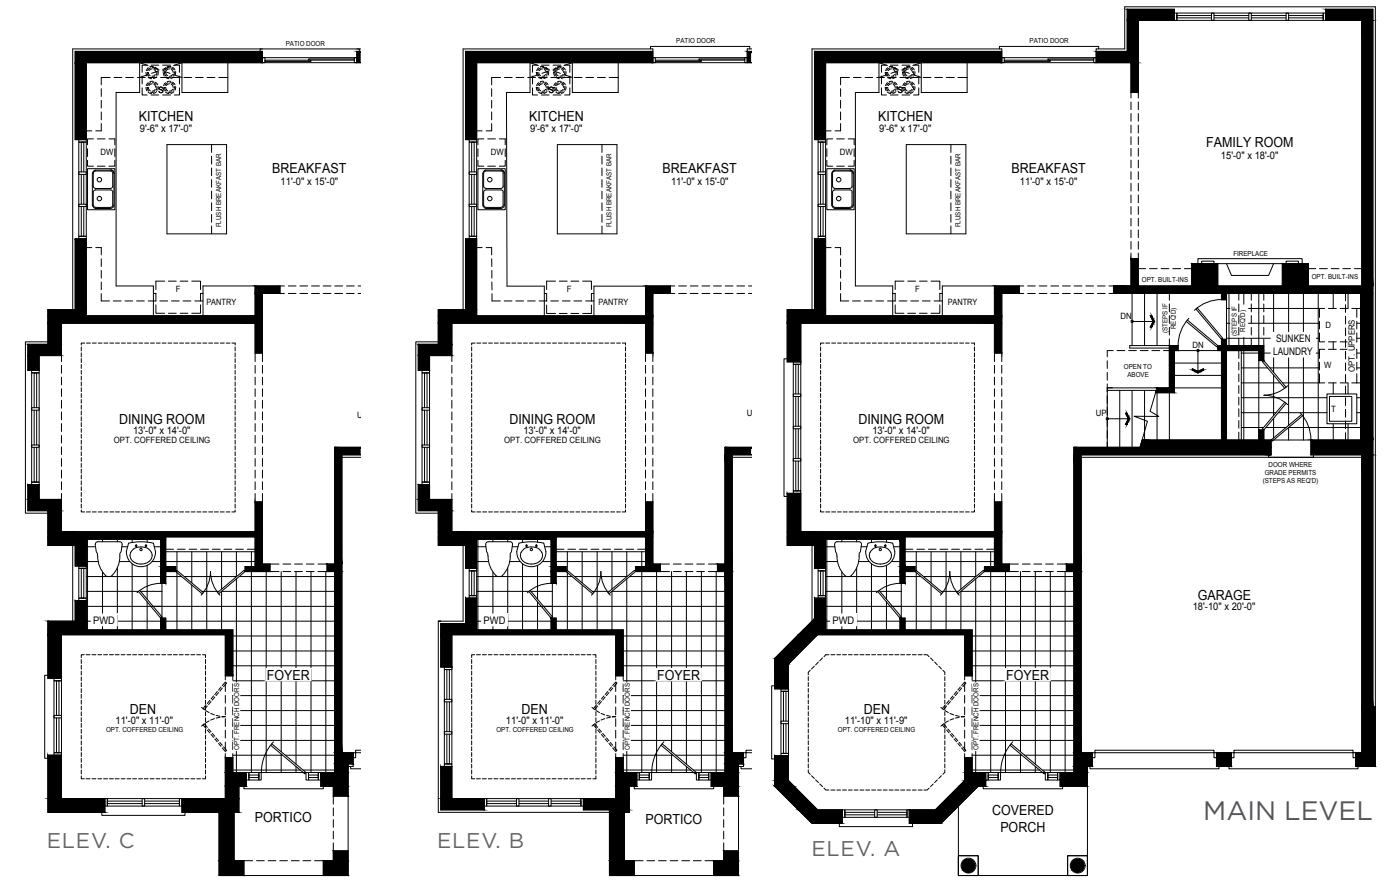 PATIO DOOR
KITCHEN
9'-6" x 17'-0"
DW
BREAKFAST
11'-0" x 15'-0"
FLUSH BREAKFAST BAR
F
PANTRY
DINING ROOM
13'-0" x 14'-0"
OPT. COFFERED CEILING
U
PWD
FOYER
DEN
11'-0" x 11'-0"
OPT. COFFERED CEILING
OPT. FRENCH DOORS
PORTICO
ELEV. C
PATIO DOOR
KITCHEN
9'-6" x 17'-0"
DW
BREAKFAST
11'-0" x 15'-0"
FLUSH BREAKFAST BAR
F
PANTRY
DINING ROOM
13'-0" x 14'-0"
OPT. COFFERED CEILING
U
PWD
FOYER
DEN
11'-0" x 11'-0"
OPT. COFFERED CEILING
OPT. FRENCH DOORS
PORTICO
ELEV. B
PATIO DOOR
KITCHEN
9'-6" x 17'-0"
DW
BREAKFAST
11'-0" x 15'-0"
FLUSH BREAKFAST BAR
F
PANTRY
FAMILY ROOM
15'-0" x 18'-0"
FIREPLACE
OPT. BUILT-INS
OPT. BUILT-INS
DN
(STEPS IF
REQ'D)
(STEPS IF
REQ'D)
DN
SUNKEN
LAUNDRY
D
W
OPT. UPPERS
T
OPEN TO
ABOVE
UP
DINING ROOM
13'-0" x 14'-0"
OPT. COFFERED CEILING
DOOR WHERE
GRADE PERMITS
(STEPS AS REQ'D)
GARAGE
18'-10" x 20'-0"
PWD
FOYER
DEN
11'-10" x 11'-9"
OPT. COFFERED CEILING
OPT. FRENCH DOORS
COVERED
PORCH
ELEV. A
MAIN LEVEL